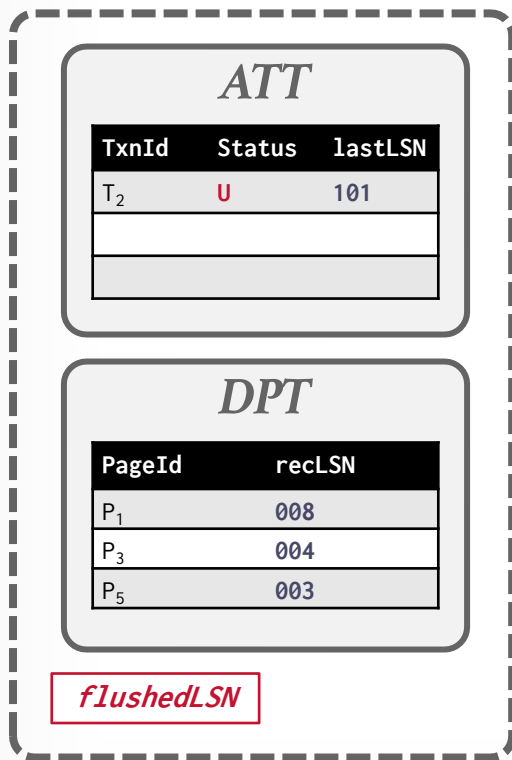 ATT
TxnId Status lastLSN
T₂ U 101
DPT
PageId recLSN
P₁ 008
P₃ 004
P₅ 003
flushedLSN